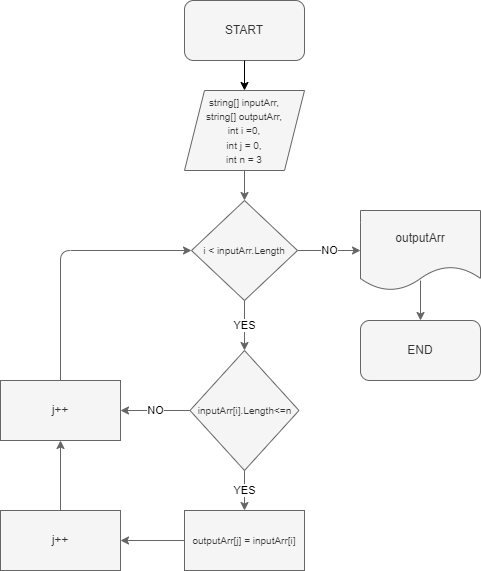 START
string[] inputArr,
string[] outputArr,
int i =0,
int j = 0,
int n = 3
i < inputArr.Length
NO
outputArr
YES
END
j++
NO
inputArr[i].Length<=n
YES
j++
outputArr[j] = inputArr[i]